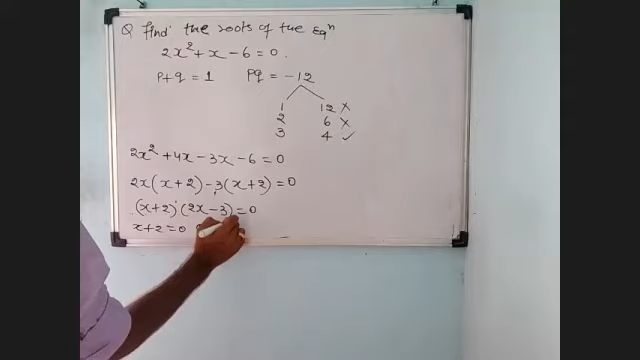 Q find the roots of the Eqⁿ
2x² + x - 6 = 0.
P+q = 1 Pq = -12
1 12 ×
2 6 ×
3 4 ✓
2x² + 4x - 3x - 6 = 0
2x(x+2) - 3(x+2) = 0
(x+2) (2x-3) = 0
x+2 = 0